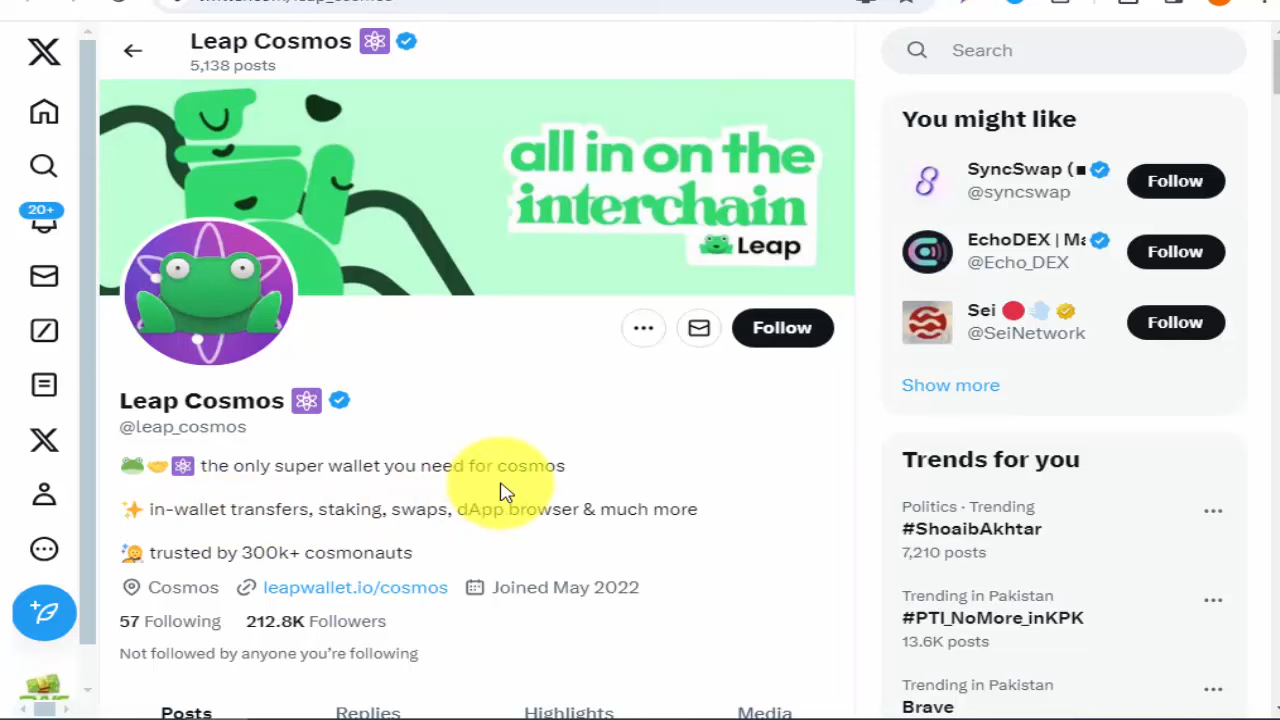 Leap Cosmos
5,138 posts
Search
all in on the
interchain
Leap
20+
Follow
Leap Cosmos
@leap_cosmos
the only super wallet you need for cosmos
in-wallet transfers, staking, swaps, dApp browser & much more
trusted by 300k+ cosmonauts
Cosmos leapwallet.io/cosmos Joined May 2022
57 Following 212.8K Followers
Not followed by anyone you're following
Posts Replies Highlights Media
You might like
SyncSwap (
@syncswap
Follow
EchoDEX | Ma
@Echo_DEX
Follow
Sei
@SeiNetwork
Follow
Show more
Trends for you
Politics · Trending
#ShoaibAkhtar
7,210 posts
Trending in Pakistan
#PTI_NoMore_inKPK
13.6K posts
Trending in Pakistan
Brave